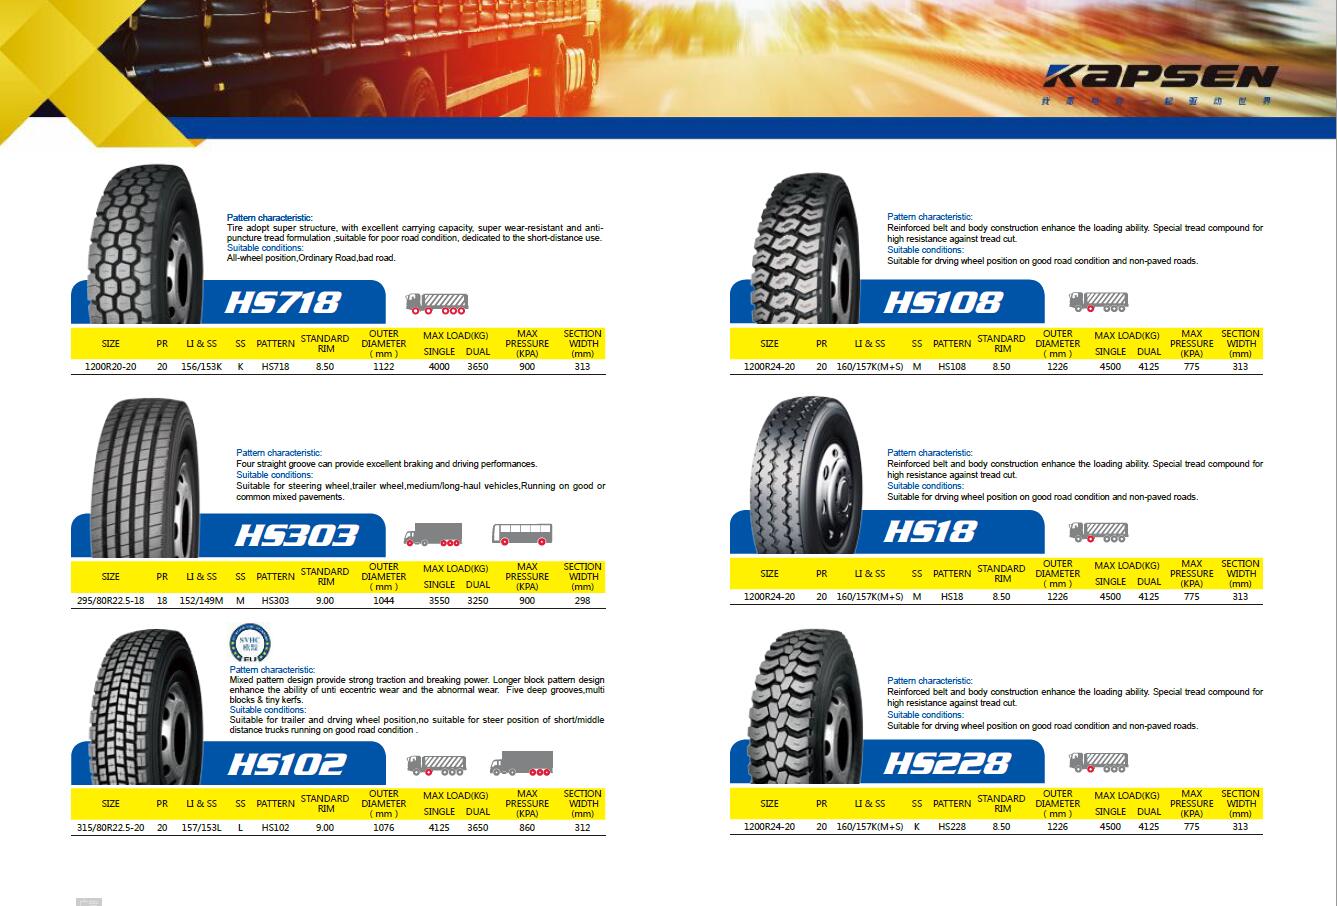 KAPSEN
Pattern characteristic:
Tire adopt super structure, with excellent carrying capacity, super wear-resistant and anti-
puncture tread formulation ,suitable for poor road condition, dedicated to the short-distance use.
Suitable conditions:
All-wheel position,Ordinary Road,bad road.
HS718
SIZE PR LI & SS SS PATTERN STANDARD RIM OUTER DIAMETER ( mm ) MAX LOAD(KG) SINGLE DUAL MAX PRESSURE (KPA) SECTION WIDTH (mm)
1200R20-20 20 156/153K K HS718 8.50 1122 4000 3650 900 313
Pattern characteristic:
Four straight groove can provide excellent braking and driving performances.
Suitable conditions:
Suitable for steering wheel,trailer wheel,medium/long-haul vehicles,Running on good or
common mixed pavements.
HS303
SIZE PR LI & SS SS PATTERN STANDARD RIM OUTER DIAMETER ( mm ) MAX LOAD(KG) SINGLE DUAL MAX PRESSURE (KPA) SECTION WIDTH (mm)
295/80R22.5-18 18 152/149M M HS303 9.00 1044 3550 3250 900 298
SVHC
欧盟
EU
Pattern characteristic:
Mixed pattern design provide strong traction and breaking power. Longer block pattern design
enhance the ability of unti eccentric wear and the abnormal wear. Five deep grooves,multi
blocks & tiny kerfs.
Suitable conditions:
Suitable for trailer and drving wheel position,no suitable for steer position of short/middle
distance trucks running on good road condition .
HS102
SIZE PR LI & SS SS PATTERN STANDARD RIM OUTER DIAMETER ( mm ) MAX LOAD(KG) SINGLE DUAL MAX PRESSURE (KPA) SECTION WIDTH (mm)
315/80R22.5-20 20 157/153L L HS102 9.00 1076 4125 3650 860 312
Pattern characteristic:
Reinforced belt and body construction enhance the loading ability. Special tread compound for
high resistance against tread cut.
Suitable conditions:
Suitable for drving wheel position on good road condition and non-paved roads.
HS108
SIZE PR LI & SS SS PATTERN STANDARD RIM OUTER DIAMETER ( mm ) MAX LOAD(KG) SINGLE DUAL MAX PRESSURE (KPA) SECTION WIDTH (mm)
1200R24-20 20 160/157K(M+S) M HS108 8.50 1226 4500 4125 775 313
Pattern characteristic:
Reinforced belt and body construction enhance the loading ability. Special tread compound for
high resistance against tread cut.
Suitable conditions:
Suitable for drving wheel position on good road condition and non-paved roads.
HS18
SIZE PR LI & SS SS PATTERN STANDARD RIM OUTER DIAMETER ( mm ) MAX LOAD(KG) SINGLE DUAL MAX PRESSURE (KPA) SECTION WIDTH (mm)
1200R24-20 20 160/157K(M+S) M HS18 8.50 1226 4500 4125 775 313
Pattern characteristic:
Reinforced belt and body construction enhance the loading ability. Special tread compound for
high resistance against tread cut.
Suitable conditions:
Suitable for drving wheel position on good road condition and non-paved roads.
HS228
SIZE PR LI & SS SS PATTERN STANDARD RIM OUTER DIAMETER ( mm ) MAX LOAD(KG) SINGLE DUAL MAX PRESSURE (KPA) SECTION WIDTH (mm)
1200R24-20 20 160/157K(M+S) K HS228 8.50 1226 4500 4125 775 313